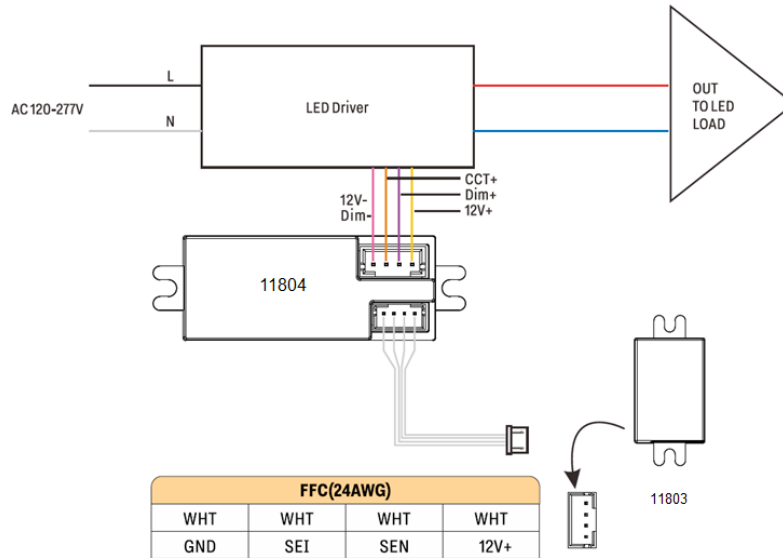 L
AC 120-277V
N
LED Driver
OUT
TO LED
LOAD
CCT+
12V-
Dim+
Dim-
12V+
11804
11803
FFC(24AWG)
WHT WHT WHT WHT
GND SEI SEN 12V+